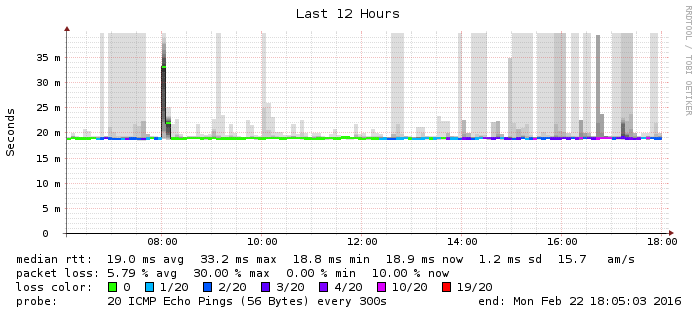 Last 12 Hours
RRDTOOL / TOBI OETIKER
Seconds
35 m
30 m
25 m
20 m
15 m
10 m
5 m
0
08:00 10:00 12:00 14:00 16:00 18:00
median rtt: 19.0 ms avg 33.2 ms max 18.8 ms min 18.9 ms now 1.2 ms sd 15.7 am/s
packet loss: 5.79 % avg 30.00 % max 0.00 % min 10.00 % now
loss color: 0 1/20 2/20 3/20 4/20 10/20 19/20
probe: 20 ICMP Echo Pings (56 Bytes) every 300s end: Mon Feb 22 18:05:03 2016